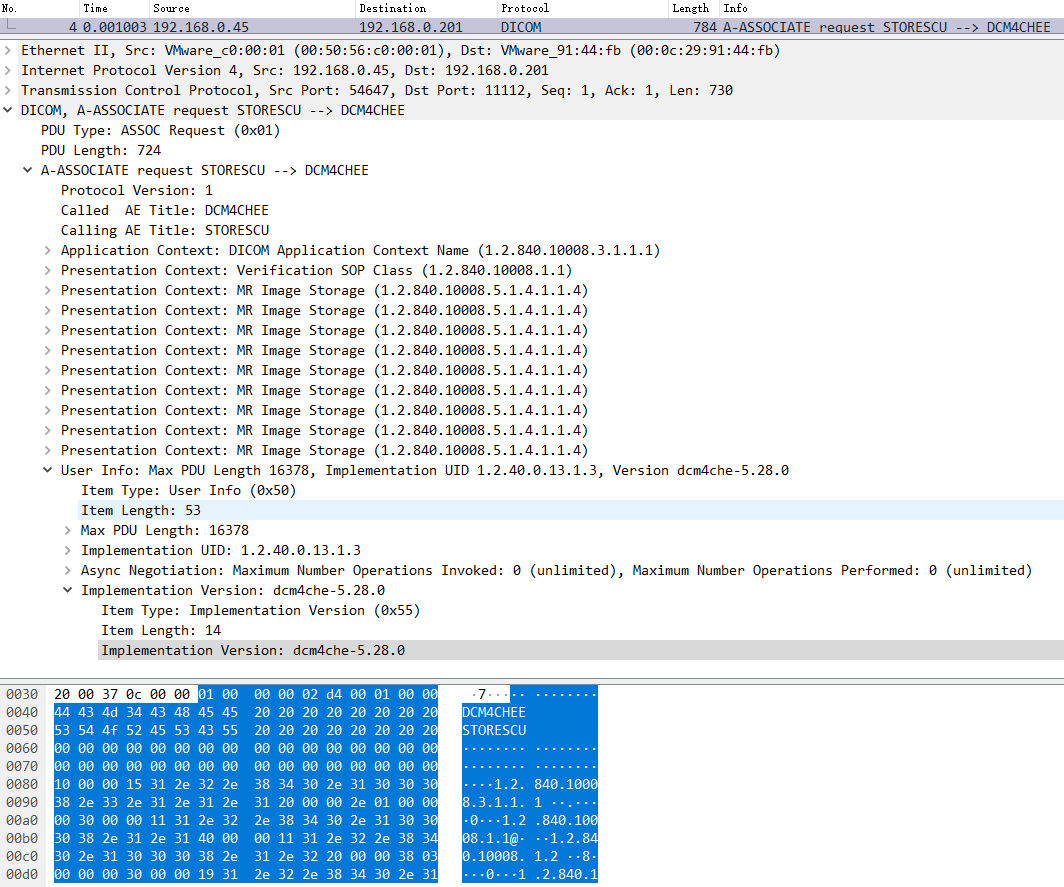 No. Time Source Destination Protocol Length Info
4 0.001003 192.168.0.45 192.168.0.201 DICOM 784 A-ASSOCIATE request STORESCU --> DCM4CHEE
Ethernet II, Src: VMware_c0:00:01 (00:50:56:c0:00:01), Dst: VMware_91:44:fb (00:0c:29:91:44:fb)
Internet Protocol Version 4, Src: 192.168.0.45, Dst: 192.168.0.201
Transmission Control Protocol, Src Port: 54647, Dst Port: 11112, Seq: 1, Ack: 1, Len: 730
DICOM, A-ASSOCIATE request STORESCU --> DCM4CHEE
PDU Type: ASSOC Request (0x01)
PDU Length: 724
A-ASSOCIATE request STORESCU --> DCM4CHEE
Protocol Version: 1
Called  AE Title: DCM4CHEE
Calling AE Title: STORESCU
Application Context: DICOM Application Context Name (1.2.840.10008.3.1.1.1)
Presentation Context: Verification SOP Class (1.2.840.10008.1.1)
Presentation Context: MR Image Storage (1.2.840.10008.5.1.4.1.1.4)
Presentation Context: MR Image Storage (1.2.840.10008.5.1.4.1.1.4)
Presentation Context: MR Image Storage (1.2.840.10008.5.1.4.1.1.4)
Presentation Context: MR Image Storage (1.2.840.10008.5.1.4.1.1.4)
Presentation Context: MR Image Storage (1.2.840.10008.5.1.4.1.1.4)
Presentation Context: MR Image Storage (1.2.840.10008.5.1.4.1.1.4)
Presentation Context: MR Image Storage (1.2.840.10008.5.1.4.1.1.4)
Presentation Context: MR Image Storage (1.2.840.10008.5.1.4.1.1.4)
Presentation Context: MR Image Storage (1.2.840.10008.5.1.4.1.1.4)
User Info: Max PDU Length 16378, Implementation UID 1.2.40.0.13.1.3, Version dcm4che-5.28.0
Item Type: User Info (0x50)
Item Length: 53
Max PDU Length: 16378
Implementation UID: 1.2.40.0.13.1.3
Async Negotiation: Maximum Number Operations Invoked: 0 (unlimited), Maximum Number Operations Performed: 0 (unlimited)
Implementation Version: dcm4che-5.28.0
Item Type: Implementation Version (0x55)
Item Length: 14
Implementation Version: dcm4che-5.28.0
0030 20 00 37 0c 00 00 01 00 00 00 02 d4 00 01 00 00 ·7····· ········
0040 44 43 4d 34 43 48 45 45 20 20 20 20 20 20 20 20 DCM4CHEE
0050 53 54 4f 52 45 53 43 55 20 20 20 20 20 20 20 20 STORESCU
0060 00 00 00 00 00 00 00 00 00 00 00 00 00 00 00 00 ········ ········
0070 00 00 00 00 00 00 00 00 00 00 00 00 00 00 00 00 ········ ········
0080 10 00 00 15 31 2e 32 2e 38 34 30 2e 31 30 30 30 ····1.2. 840.1000
0090 38 2e 33 2e 31 2e 31 2e 31 20 00 00 2e 01 00 00 8.3.1.1. 1 ··.···
00a0 00 30 00 00 11 31 2e 32 2e 38 34 30 2e 31 30 30 ·0···1.2 .840.100
00b0 30 38 2e 31 2e 31 40 00 00 11 31 2e 32 2e 38 34 08.1.1@· ··1.2.84
00c0 30 2e 31 30 30 30 38 2e 31 2e 32 20 00 00 38 03 0.10008. 1.2 ··8·
00d0 00 00 00 30 00 00 19 31 2e 32 2e 38 34 30 2e 31 ···0···1 .2.840.1